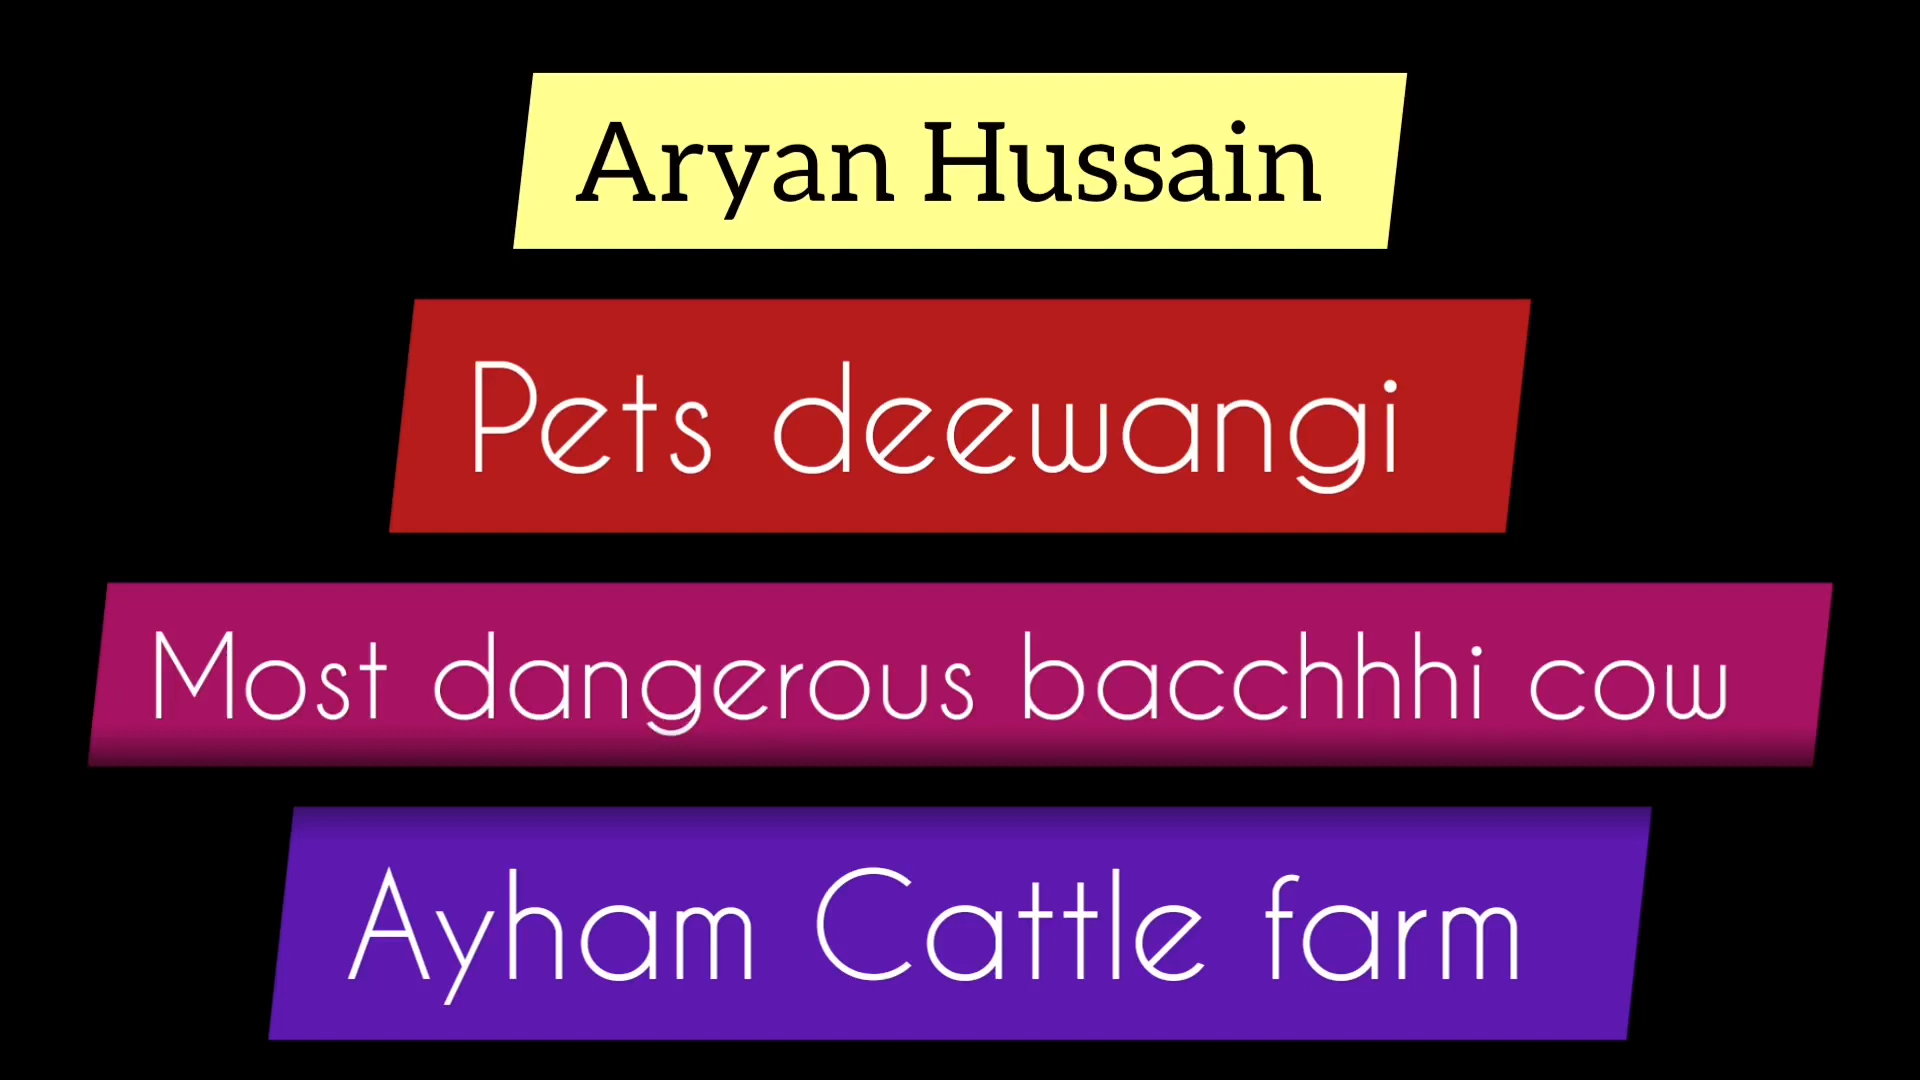 Aryan Hussain
Pets deewangi
Most dangerous bacchhhi cow
Ayham Cattle farm